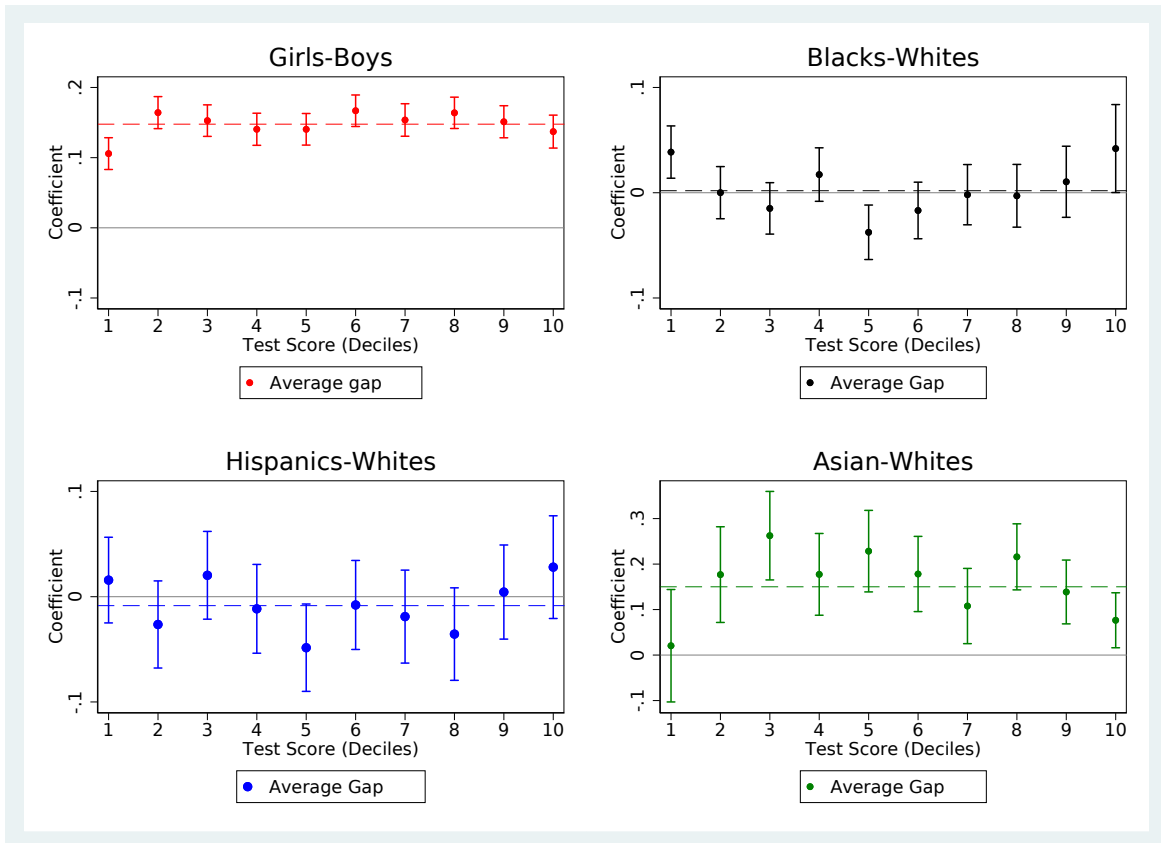 Girls-Boys
Coefficient
.2
.1
0
-.1
1 2 3 4 5 6 7 8 9 10
Test Score (Deciles)
Average gap
Blacks-Whites
Coefficient
.1
0
-.1
1 2 3 4 5 6 7 8 9 10
Test Score (Deciles)
Average Gap
Hispanics-Whites
Coefficient
.1
0
-.1
1 2 3 4 5 6 7 8 9 10
Test Score (Deciles)
Average Gap
Asian-Whites
Coefficient
.3
.2
.1
0
-.1
1 2 3 4 5 6 7 8 9 10
Test Score (Deciles)
Average Gap